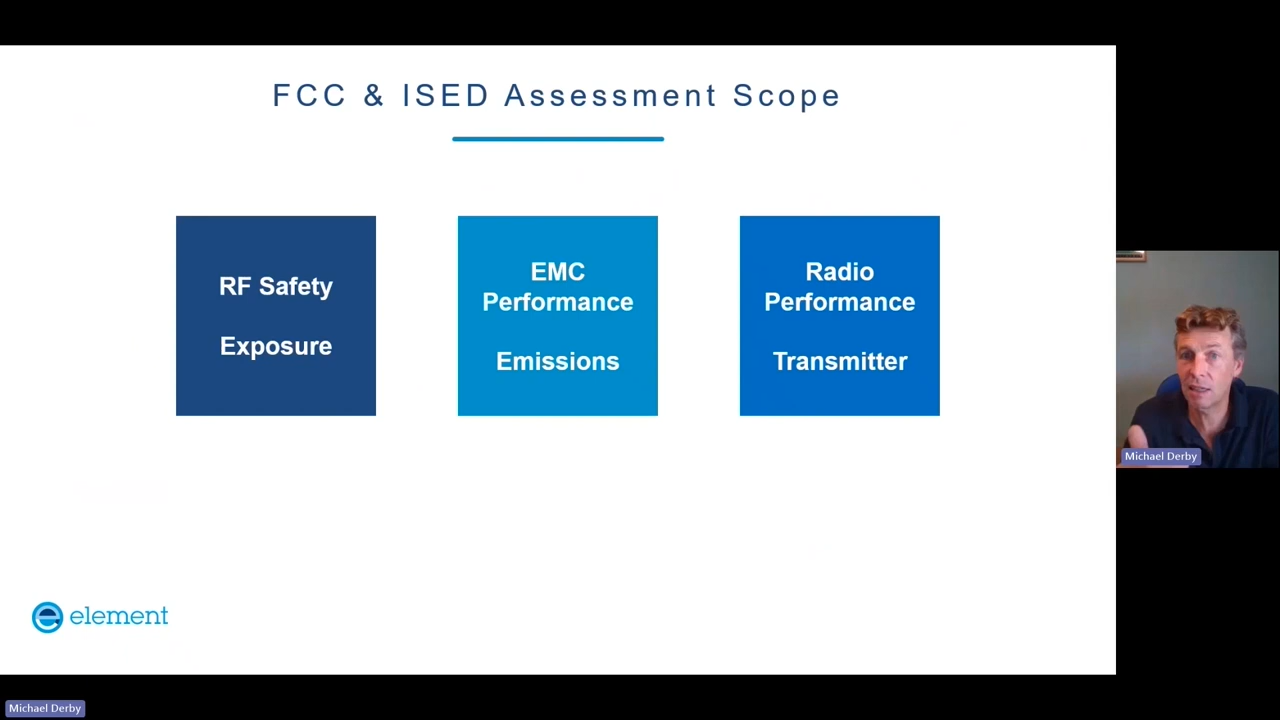 FCC & ISED Assessment Scope
RF Safety
Exposure
EMC
Performance
Emissions
Radio
Performance
Transmitter
element
Michael Derby
Michael Derby